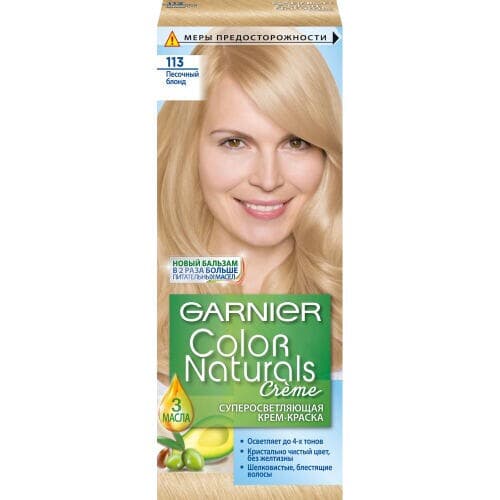 МЕРЫ ПРЕДОСТОРОЖНОСТИ
113
Песочный
блонд
НОВЫЙ БАЛЬЗАМ
В 2 РАЗА БОЛЬШЕ
ПИТАТЕЛЬНЫХ МАСЕЛ
GARNIER
Color
Naturals
Crème
СУПЕРОСВЕТЛЯЮЩАЯ
КРЕМ-КРАСКА
3
МАСЛА
• Осветляет до 4-х тонов
• Кристально чистый цвет,
без желтизны
• Шелковистые, блестящие
волосы